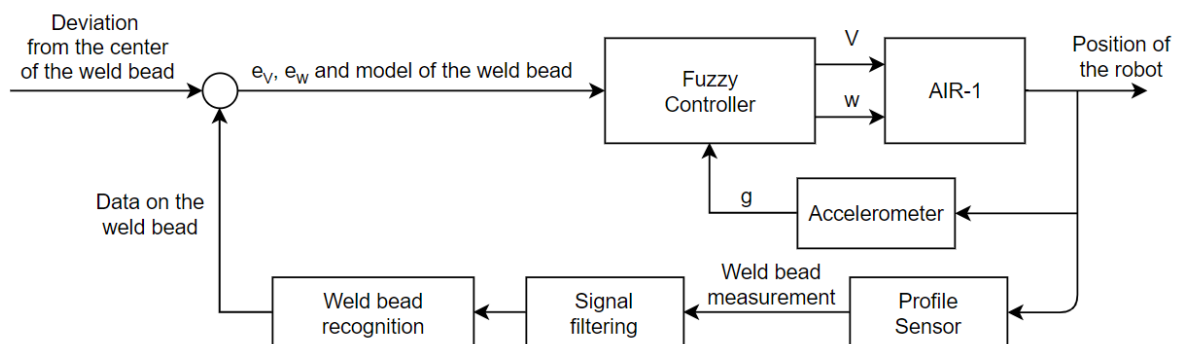 Deviation
from the center
of the weld bead
e_V, e_w and model of the weld bead
Fuzzy
Controller
V
w
AIR-1
Position of
the robot
g
Accelerometer
Data on the
weld bead
Weld bead
recognition
Signal
filtering
Weld bead
measurement
Profile
Sensor